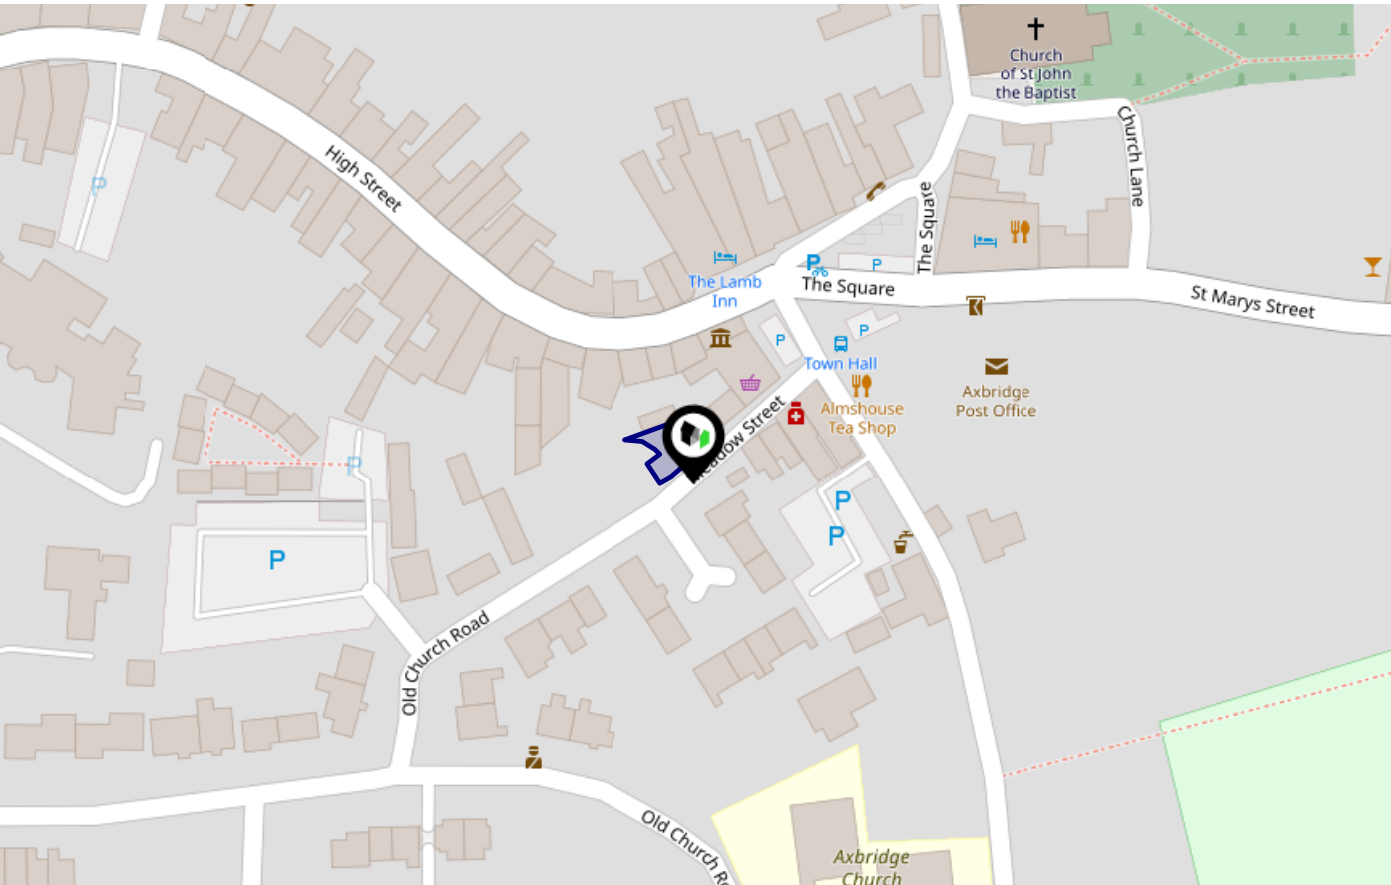 Church
of St John
the Baptist
Church Lane
High Street
The Square
P
The Lamb
Inn
P
P
The Square
St Marys Street
P
P
Town Hall
Almshouse
Tea Shop
Axbridge
Post Office
Meadow Street
P
P
P
P
Old Church Road
Old Church Ro
Axbridge
Church